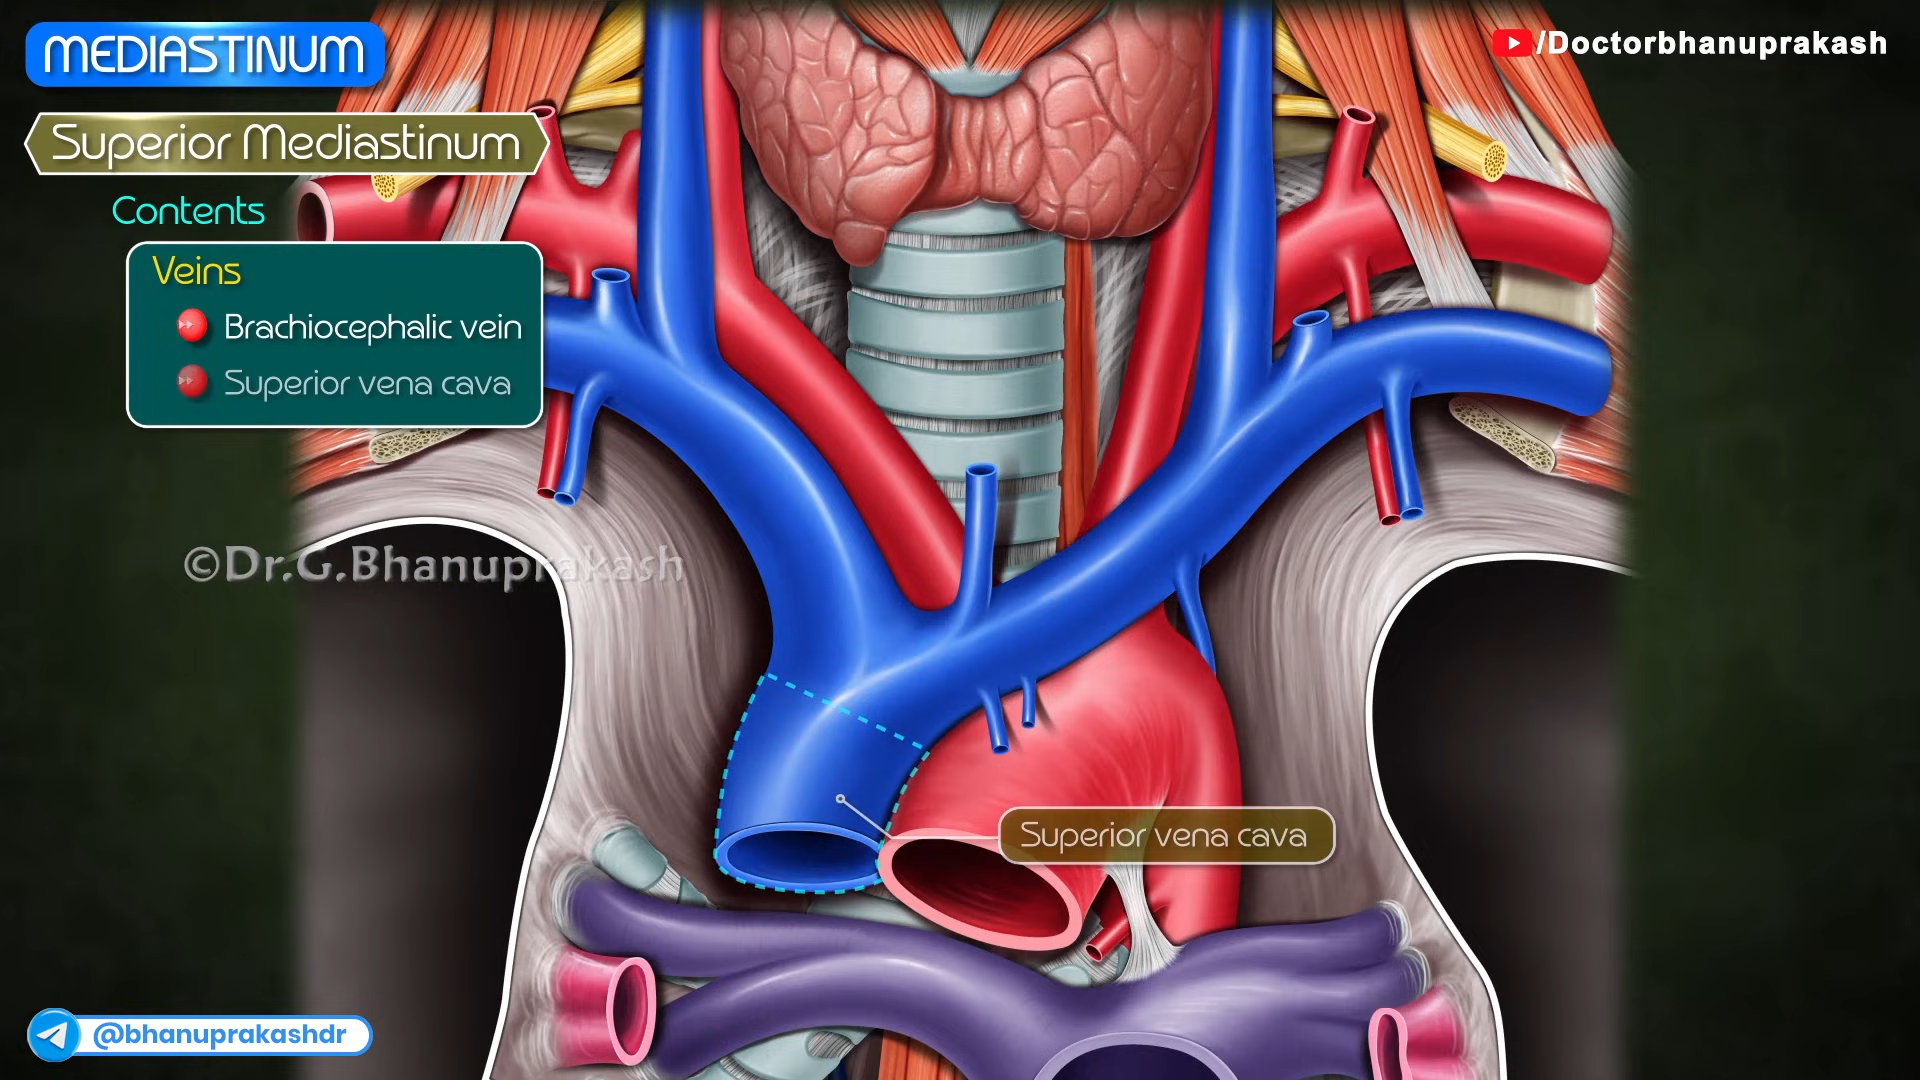 MEDIASTINUM
/Doctorbhanuprakash
Superior Mediastinum
Contents
Veins
Brachiocephalic vein
Superior vena cava
©Dr.G.Bhanuprakash
Superior vena cava
@bhanuprakashdr